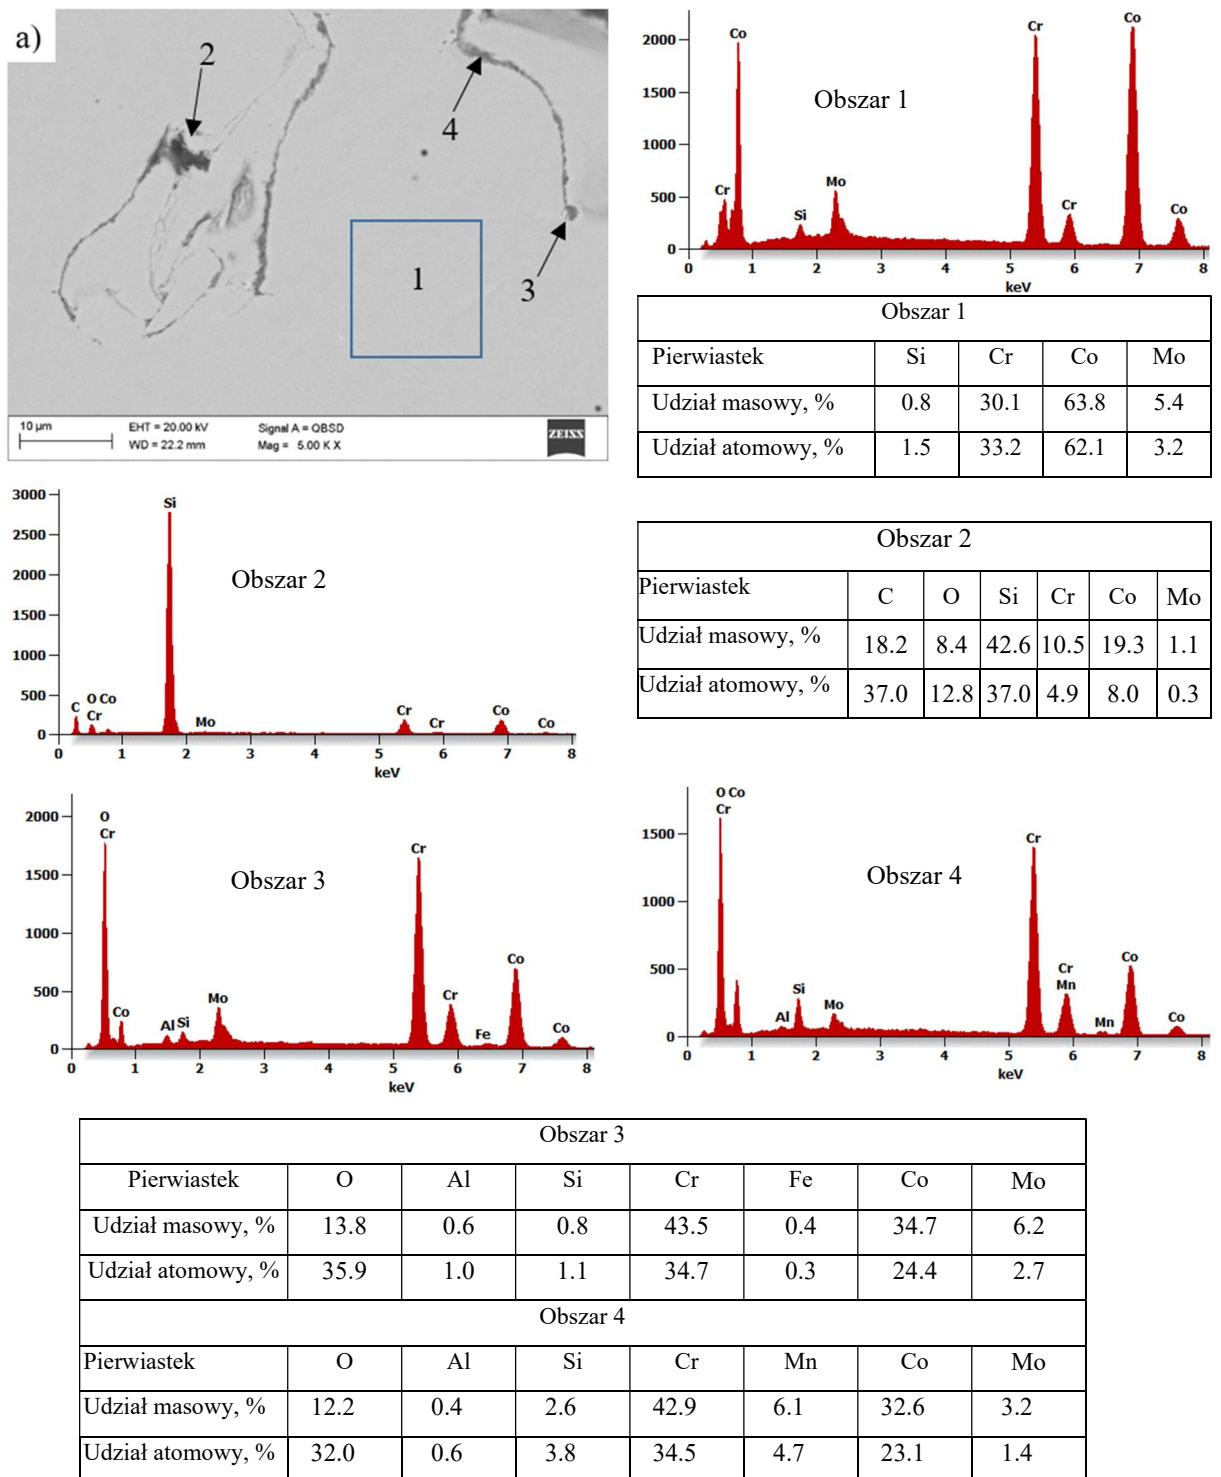 a)
2
4
1
3
10 µm
EHT = 20.00 kV
Signal A = QBSD
WD = 22.2 mm
Mag = 5.00 K X
ZEISS
2000
1500
1000
500
0
Co
Cr
Co
Obszar 1
Cr
Si
Mo
Cr
Co
0 1 2 3 4 5 6 7 8
keV
Obszar 1
Pierwiastek Si Cr Co Mo
Udział masowy, % 0.8 30.1 63.8 5.4
Udział atomowy, % 1.5 33.2 62.1 3.2
3000
2500
2000
1500
1000
500
0
Si
Obszar 2
C
O Co
Cr
Mo
Cr
Cr
Co
Co
0 1 2 3 4 5 6 7 8
keV
Obszar 2
Pierwiastek C O Si Cr Co Mo
Udział masowy, % 18.2 8.4 42.6 10.5 19.3 1.1
Udział atomowy, % 37.0 12.8 37.0 4.9 8.0 0.3
2000
1500
1000
500
0
O
Cr
Co
Al
Si
Mo
Obszar 3
Cr
Cr
Fe
Co
Co
0 1 2 3 4 5 6 7 8
keV
1500
1000
500
0
O Co
Cr
Al
Si
Mo
Obszar 4
Cr
Cr
Mn
Mn
Co
Co
0 1 2 3 4 5 6 7 8
keV
Obszar 3
Pierwiastek O Al Si Cr Fe Co Mo
Udział masowy, % 13.8 0.6 0.8 43.5 0.4 34.7 6.2
Udział atomowy, % 35.9 1.0 1.1 34.7 0.3 24.4 2.7
Obszar 4
Pierwiastek O Al Si Cr Mn Co Mo
Udział masowy, % 12.2 0.4 2.6 42.9 6.1 32.6 3.2
Udział atomowy, % 32.0 0.6 3.8 34.5 4.7 23.1 1.4